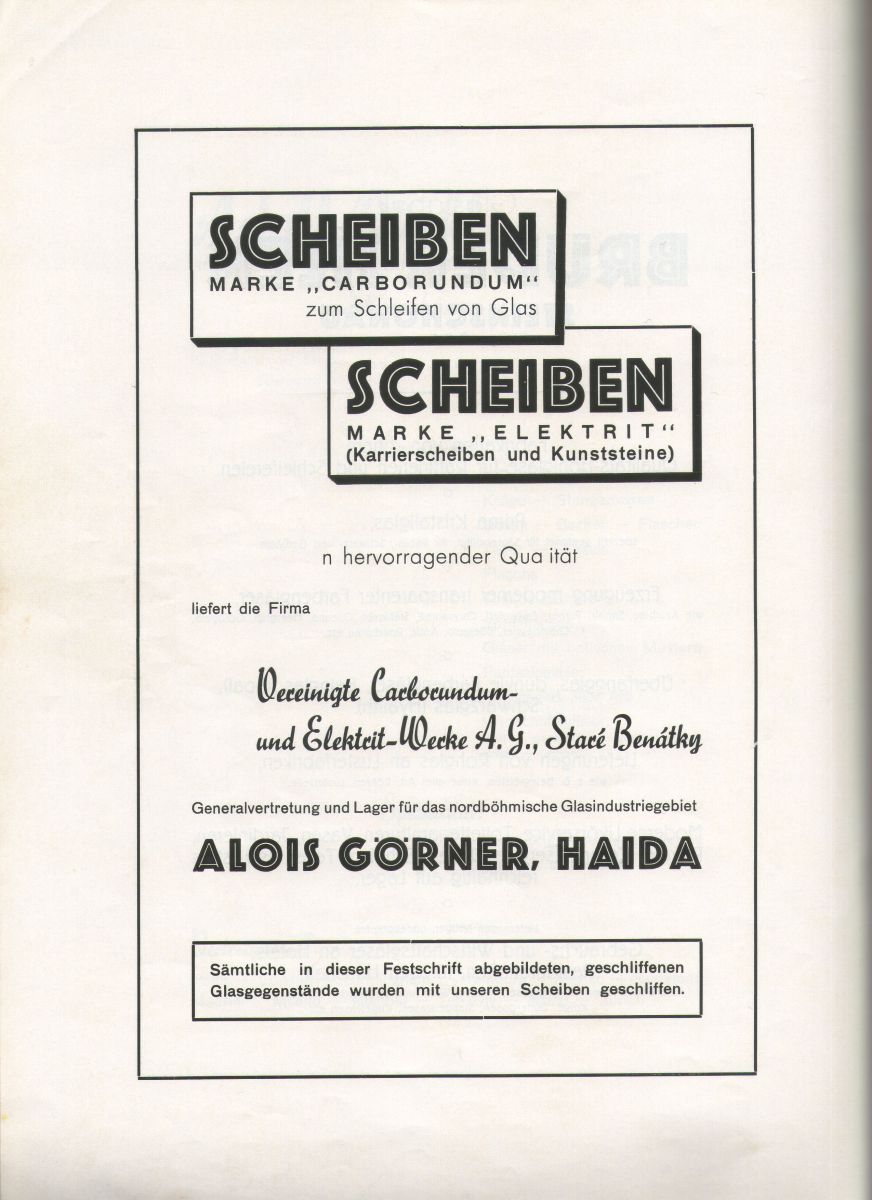 SCHEIBEN
MARKE „CARBORUNDUM“
zum Schleifen von Glas
SCHEIBEN
MARKE „ELEKTRIT“
(Karrierscheiben und Kunststeine)
n hervorragender Qua ität
liefert die Firma
Vereinigte Carborundum-
und Elektrit-Werke A. G., Staré Benátky
Generalvertretung und Lager für das nordböhmische Glasindustriegebiet
ALOIS GÖRNER, HAIDA
Sämtliche in dieser Festschrift abgebildeten, geschliffenen
Glasgegenstände wurden mit unseren Scheiben geschliffen.